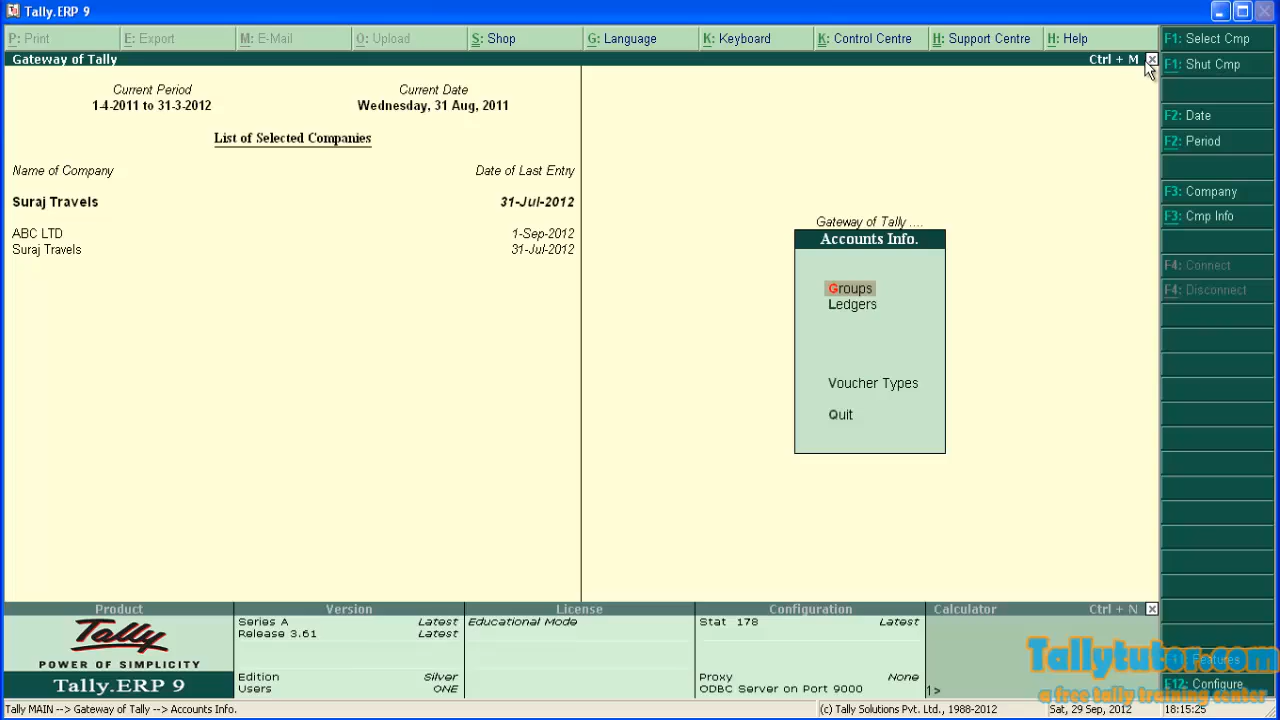 Tally.ERP 9
P: Print E: Export M: E-Mail O: Upload S: Shop G: Language K: Keyboard K: Control Centre H: Support Centre H: Help
Gateway of Tally Ctrl + M
Current Period Current Date
1-4-2011 to 31-3-2012 Wednesday, 31 Aug, 2011
List of Selected Companies
Name of Company Date of Last Entry
Suraj Travels 31-Jul-2012
ABC LTD 1-Sep-2012
Suraj Travels 31-Jul-2012
Gateway of Tally ....
Accounts Info.
Groups
Ledgers
Voucher Types
Quit
F1: Select Cmp
F1: Shut Cmp
F2: Date
F2: Period
F3: Company
F3: Cmp Info
F4: Connect
F4: Disconnect
F11: Features
F12: Configure
Product Version License Configuration Calculator Ctrl + N
Tally
POWER OF SIMPLICITY
Tally.ERP 9
Series A Latest
Release 3.61 Latest
Edition Silver
Users ONE
Educational Mode
Stat 178 Latest
Proxy None
ODBC Server on Port 9000
1>
Tallytutor.com
a free tally training center
Tally MAIN --> Gateway of Tally --> Accounts Info. (c) Tally Solutions Pvt. Ltd., 1988-2012 Sat, 29 Sep, 2012 18:15:25